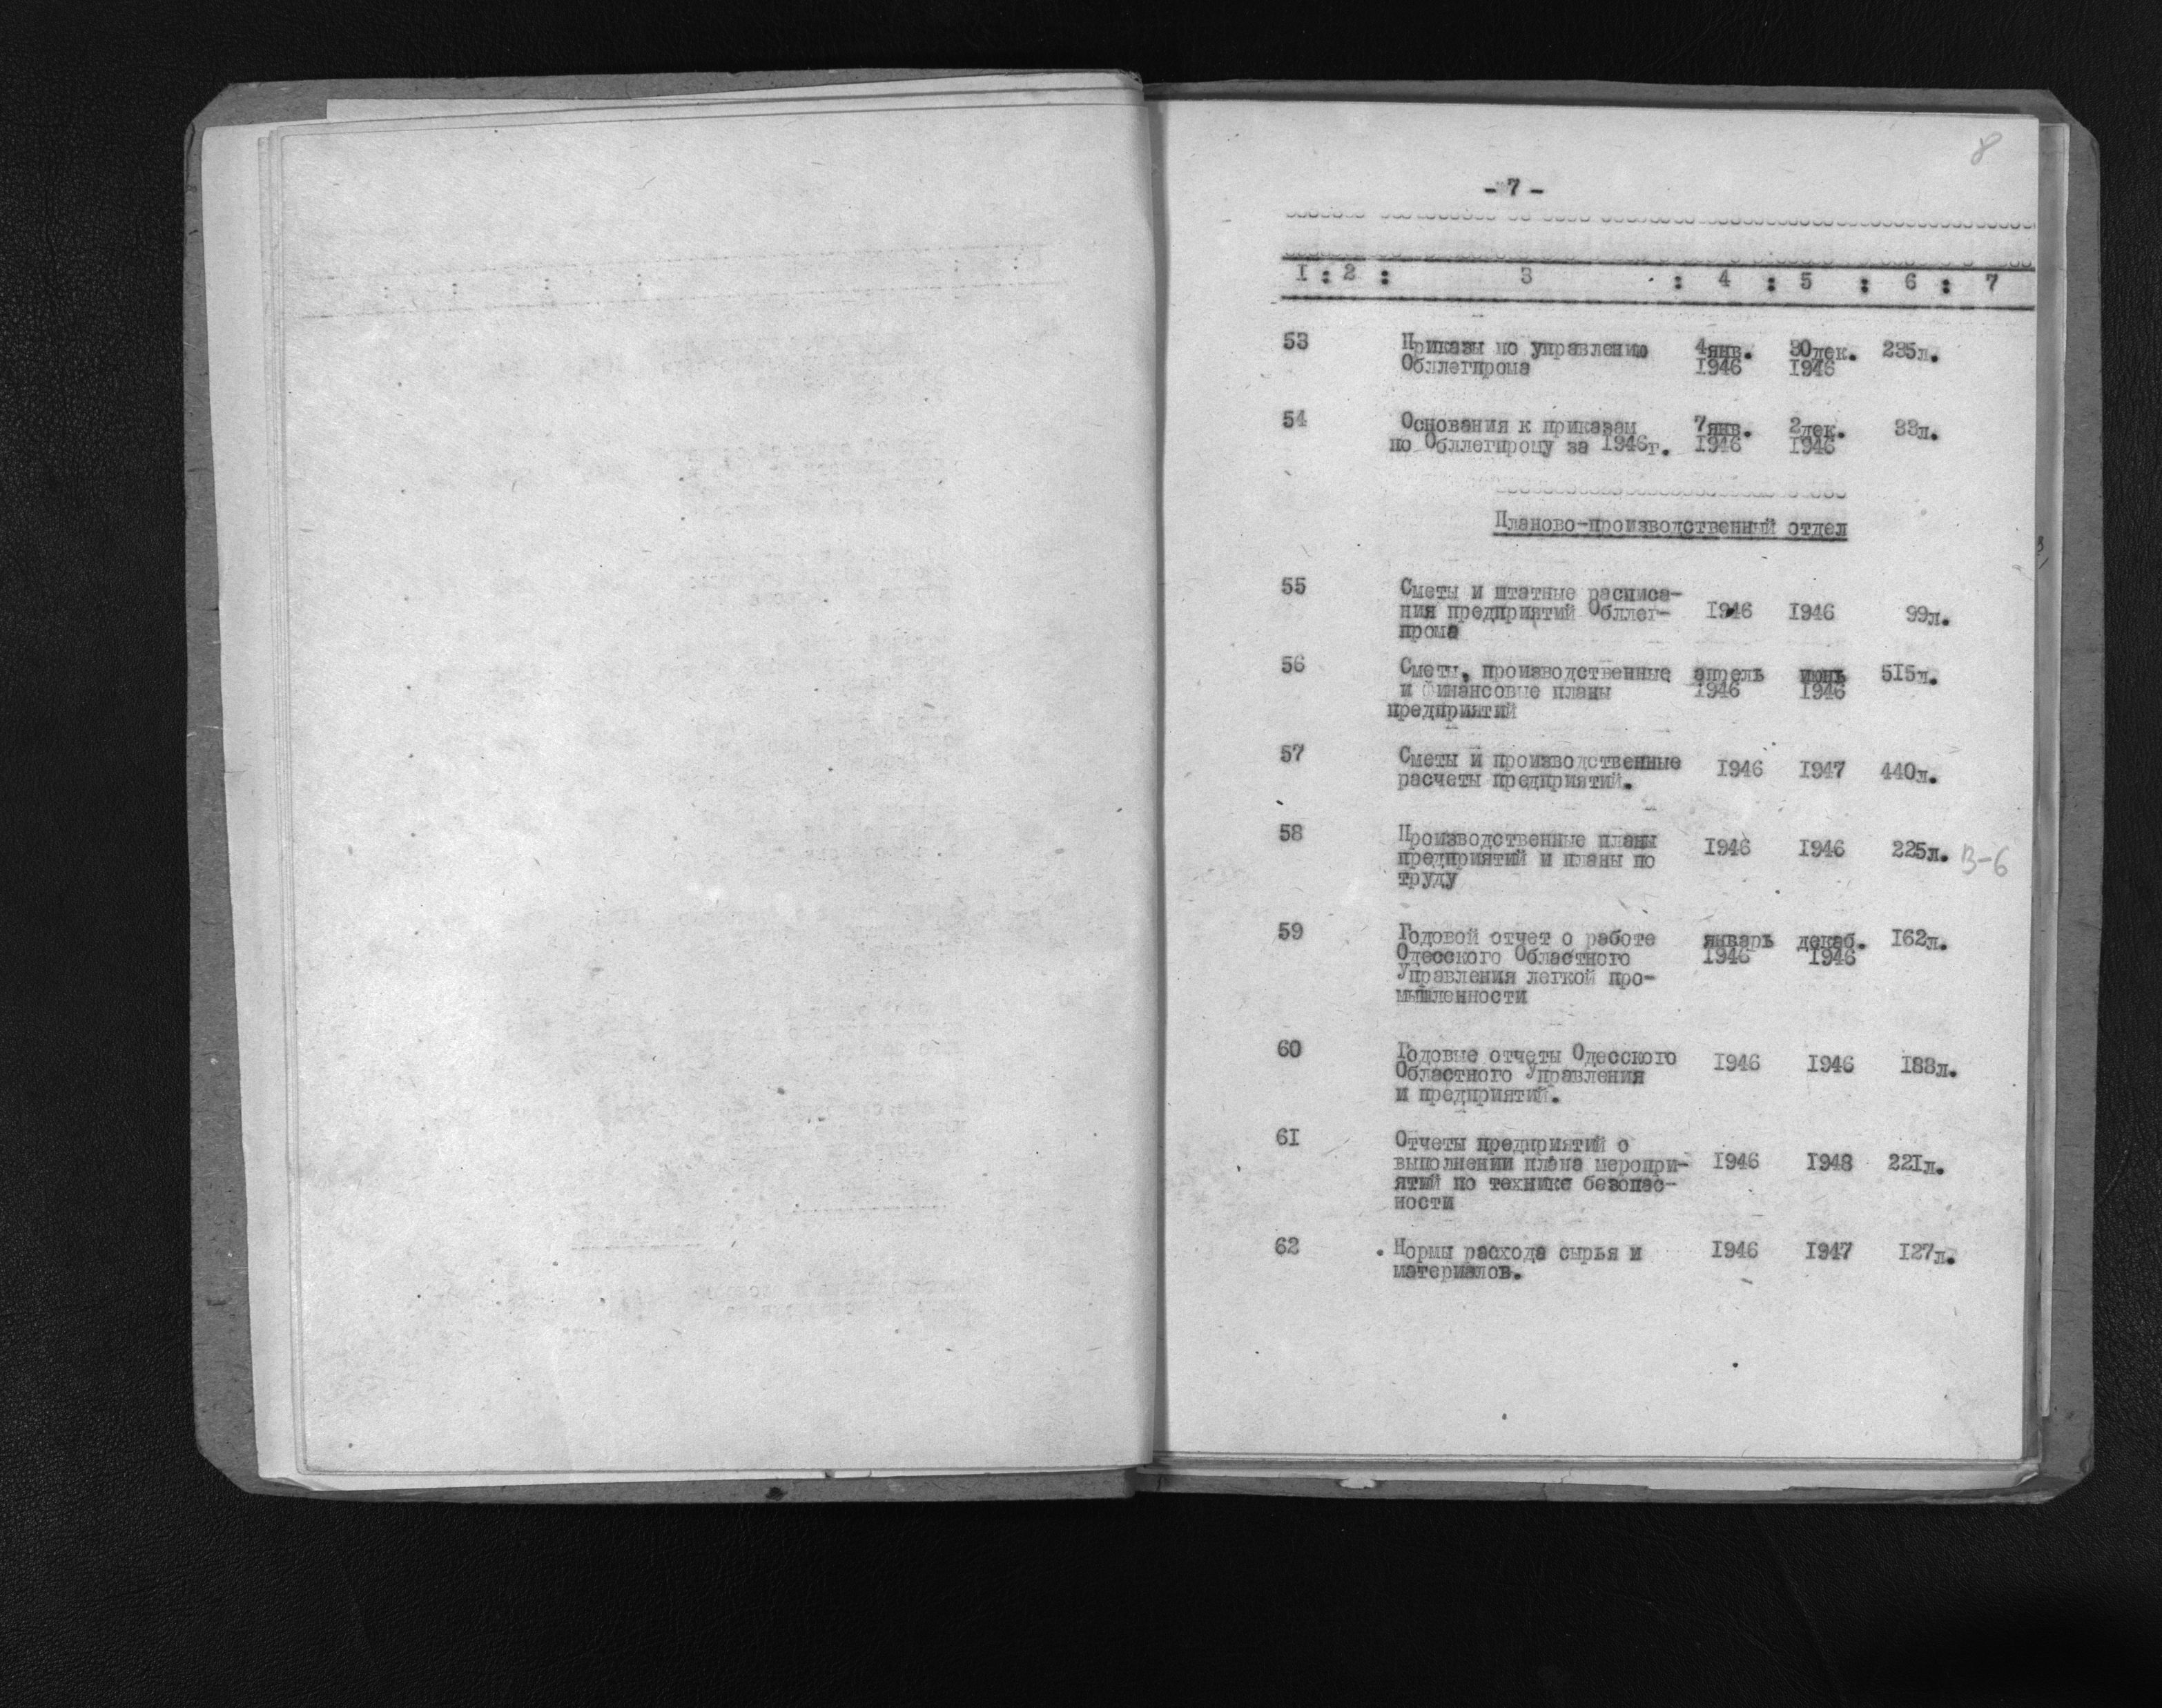 8
- 7 -
1 : 2 : 3 : 4 : 5 : 6 : 7
53 Приказы по управлению 4янв. 30дек. 235л.
Обллегпрома 1946 1946
54 Основания к приказам 7янв. 2дек. 33л.
по Обллегпрому за 1946г. 1946 1946
Планово-производственный отдел
55 Сметы и штатные расписа-
ния предприятий Обллег- 1946 1946 99л.
прома
56 Сметы, производственные апрель июнь 515л.
и финансовые планы 1946 1946
предприятий
57 Сметы и производственные 1946 1947 440л.
расчеты предприятий.
58 Производственные планы 1946 1946 225л. В-6
предприятий и планы по
труду
59 Годовой отчет о работе январь декаб. 162л.
Одесского Областного 1946 1946
Управления легкой про-
мышленности
60 Годовые отчеты Одесского 1946 1946 188л.
Областного Управления
и предприятий.
61 Отчеты предприятий о
выполнении плана меропри- 1946 1948 221л.
ятий по технике безопас-
ности
62 Нормы расхода сырья и 1946 1947 127л.
материалов.